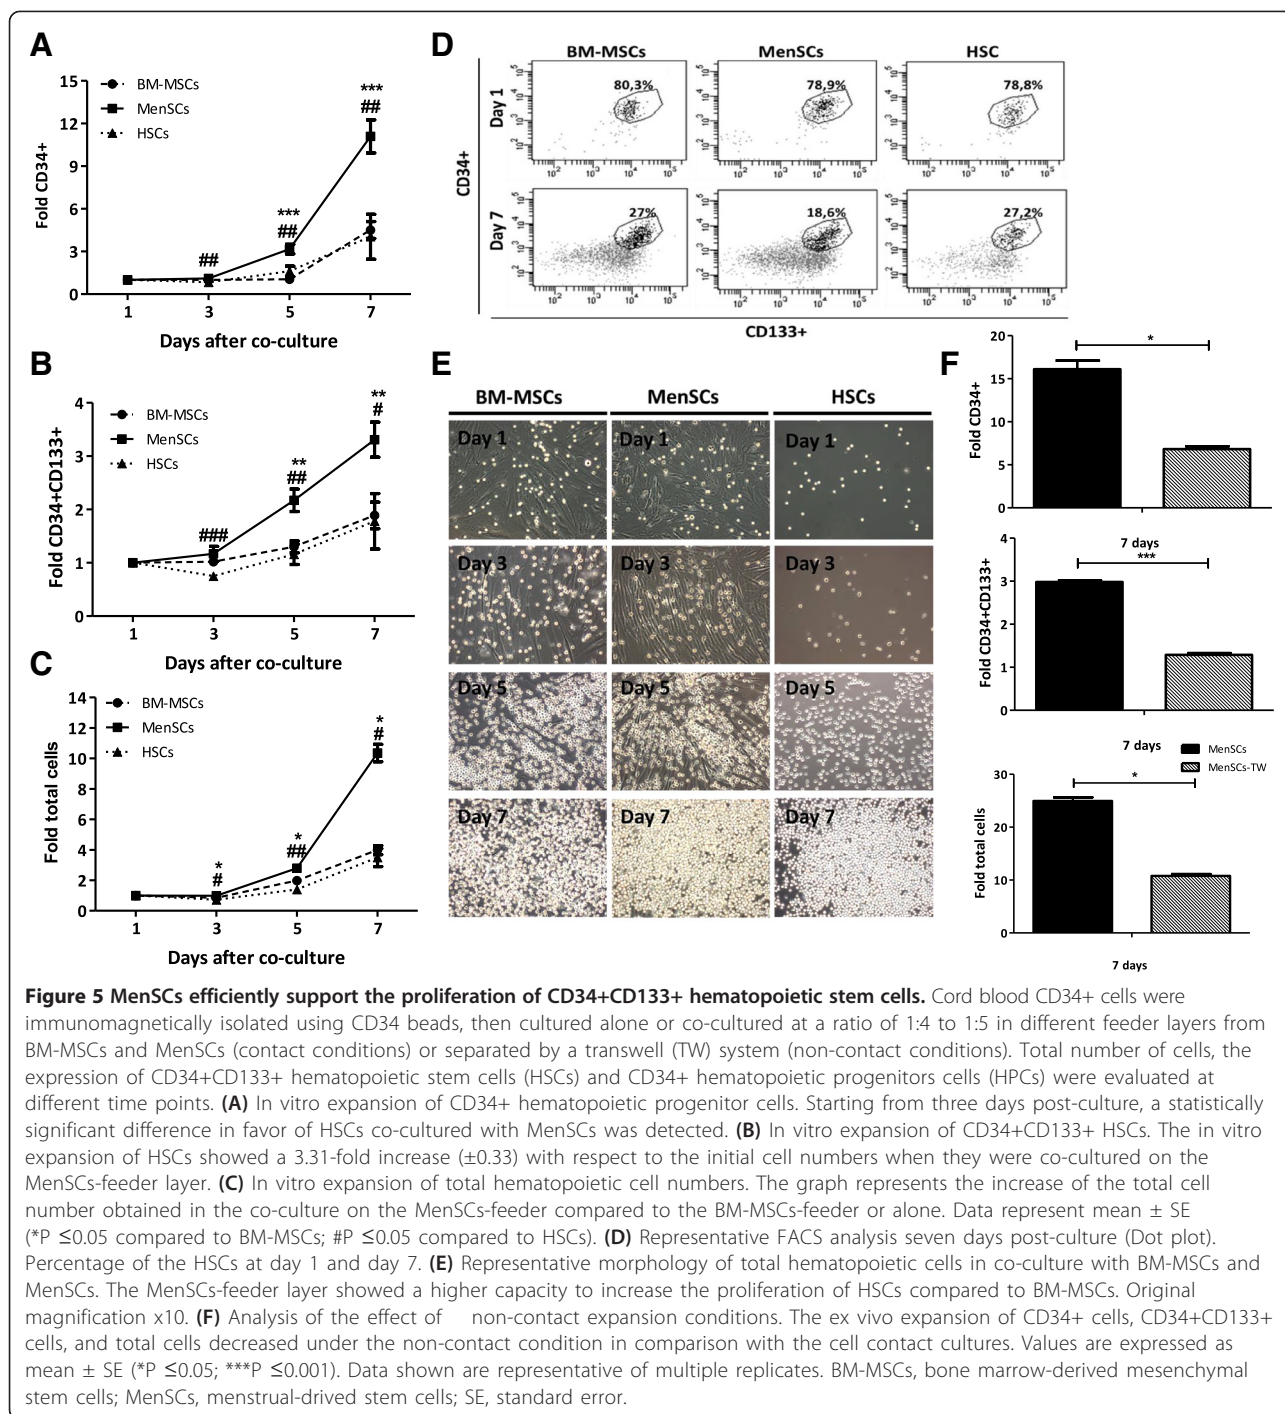 A
15
12
9
6
3
0
Fold CD34+
BM-MSCs
MenSCs
HSCs
##
***
##
***
##
1
3
5
7
Days after co-culture
B
4
3
2
1
0
Fold CD34+CD133+
BM-MSCs
MenSCs
HSCs
###
**
##
**
#
1
3
5
7
Days after co-culture
C
14
12
10
8
6
4
2
0
Fold total cells
BM-MSCs
MenSCs
HSCs
*
#
*
##
*
#
1
3
5
7
Days after co-culture
D
BM-MSCs MenSCs HSC
Day 1
80,3% 78,9% 78,8%
10⁵
10⁴
10³
10²
10² 10³ 10⁴ 10⁵
CD34+
Day 7
27% 18,6% 27,2%
10⁵
10⁴
10³
10²
10² 10³ 10⁴ 10⁵
CD133+
E
BM-MSCs MenSCs HSCs
Day 1 Day 1 Day 1
Day 3 Day 3 Day 3
Day 5 Day 5 Day 5
Day 7 Day 7 Day 7
F
20
15
10
5
0
Fold CD34+
*
7 days
4
3
2
1
0
Fold CD34+CD133+
***
7 days
MenSCs
MenSCs-TW
30
20
10
0
Fold total cells
*
7 days
Figure 5 MenSCs efficiently support the proliferation of CD34+CD133+ hematopoietic stem cells. Cord blood CD34+ cells were
immunomagnetically isolated using CD34 beads, then cultured alone or co-cultured at a ratio of 1:4 to 1:5 in different feeder layers from
BM-MSCs and MenSCs (contact conditions) or separated by a transwell (TW) system (non-contact conditions). Total number of cells, the
expression of CD34+CD133+ hematopoietic stem cells (HSCs) and CD34+ hematopoietic progenitors cells (HPCs) were evaluated at
different time points. (A) In vitro expansion of CD34+ hematopoietic progenitor cells. Starting from three days post-culture, a statistically
significant difference in favor of HSCs co-cultured with MenSCs was detected. (B) In vitro expansion of CD34+CD133+ HSCs. The in vitro
expansion of HSCs showed a 3.31-fold increase (±0.33) with respect to the initial cell numbers when they were co-cultured on the
MenSCs-feeder layer. (C) In vitro expansion of total hematopoietic cell numbers. The graph represents the increase of the total cell
number obtained in the co-culture on the MenSCs-feeder compared to the BM-MSCs-feeder or alone. Data represent mean ± SE
(*P ≤0.05 compared to BM-MSCs; #P ≤0.05 compared to HSCs). (D) Representative FACS analysis seven days post-culture (Dot plot).
Percentage of the HSCs at day 1 and day 7. (E) Representative morphology of total hematopoietic cells in co-culture with BM-MSCs and
MenSCs. The MenSCs-feeder layer showed a higher capacity to increase the proliferation of HSCs compared to BM-MSCs. Original
magnification x10. (F) Analysis of the effect of non-contact expansion conditions. The ex vivo expansion of CD34+ cells, CD34+CD133+
cells, and total cells decreased under the non-contact condition in comparison with the cell contact cultures. Values are expressed as
mean ± SE (*P ≤0.05; ***P ≤0.001). Data shown are representative of multiple replicates. BM-MSCs, bone marrow-derived mesenchymal
stem cells; MenSCs, menstrual-drived stem cells; SE, standard error.